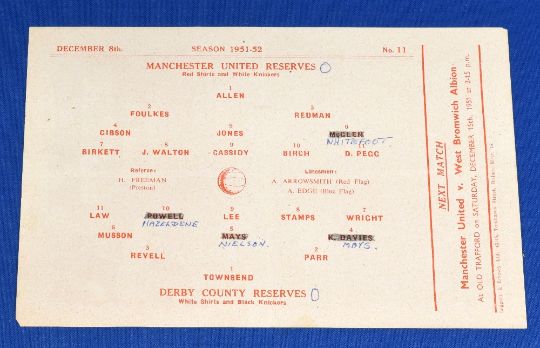 DECEMBER 8th. SEASON 1951-52 No. 11
MANCHESTER UNITED RESERVES 0
Red Shirts and White Knickers
1
ALLEN
2 3
FOULKES REDMAN
4 5 6
GIBSON JONES McGLEN
WHITEFOOT.
7 8 9 10 11
BIRKETT J. WALTON CASSIDY BIRCH D. PEGG
Referee: Linesmen:
H. FREEMAN A. ARROWSMITH (Red Flag)
(Preston) A. EDGE (Blue Flag)
11 10 9 8 7
LAW POWELL LEE STAMPS WRIGHT
HAZELDENE
6 5 4
MUSSON MAYS K. DAVIES
NIELSON. MAYS.
3 2
REVELL PARR
1
TOWNSEND
DERBY COUNTY RESERVES 0
White Shirts and Black Knickers
NEXT MATCH
Manchester United v. West Bromwich Albion
At OLD TRAFFORD on SATURDAY, DECEMBER 15th, 1951 at 2-15 p.m.